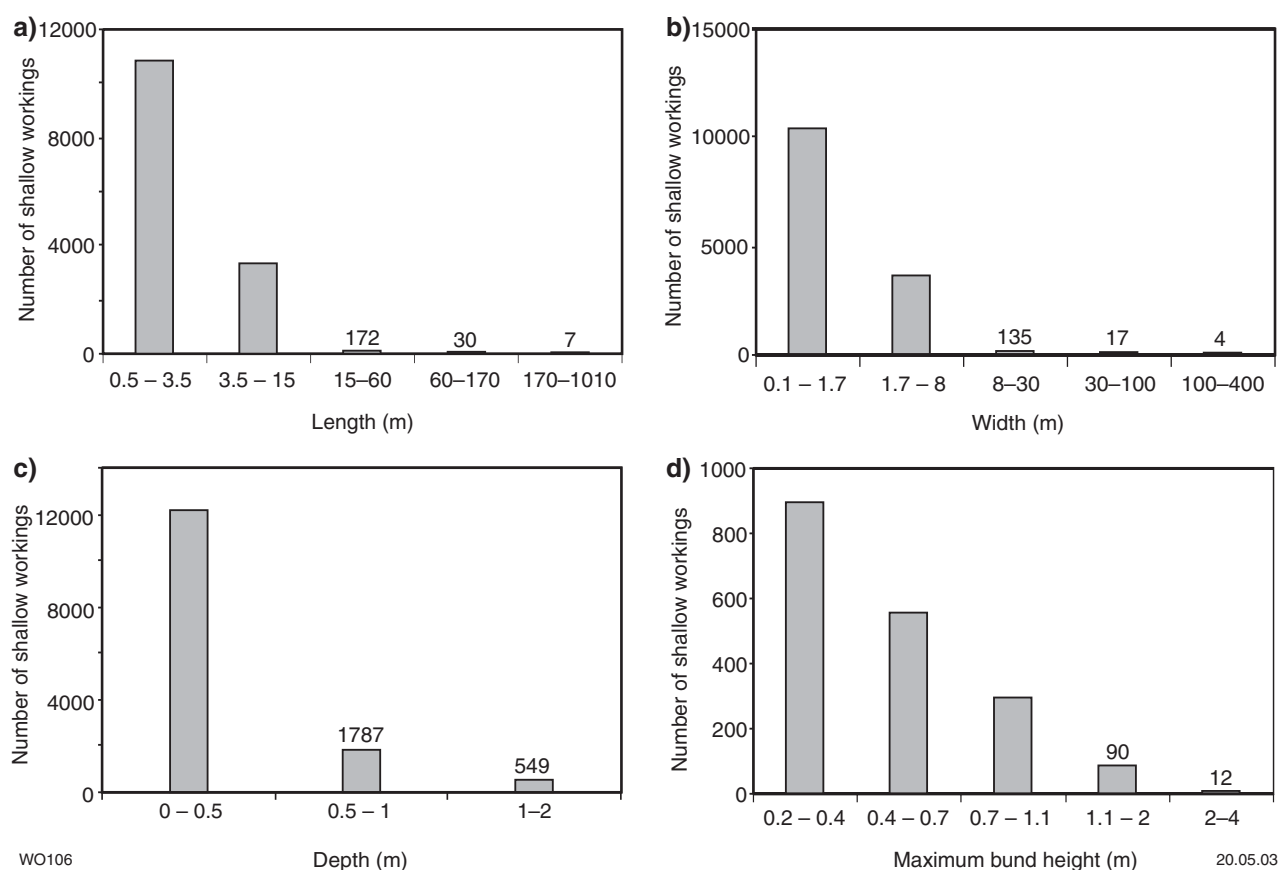 a)
12000
8000
4000
0
Number of shallow workings
172
30
7
0.5 – 3.5
3.5 – 15
15–60
60–170
170–1010
Length (m)
b)
15000
10000
5000
0
Number of shallow workings
135
17
4
0.1 – 1.7
1.7 – 8
8–30
30–100
100–400
Width (m)
c)
12000
8000
4000
0
Number of shallow workings
1787
549
0 – 0.5
0.5 – 1
1–2
Depth (m)
d)
1000
800
600
400
200
0
Number of shallow workings
90
12
0.2 – 0.4
0.4 – 0.7
0.7 – 1.1
1.1 – 2
2–4
Maximum bund height (m)
WO106
20.05.03